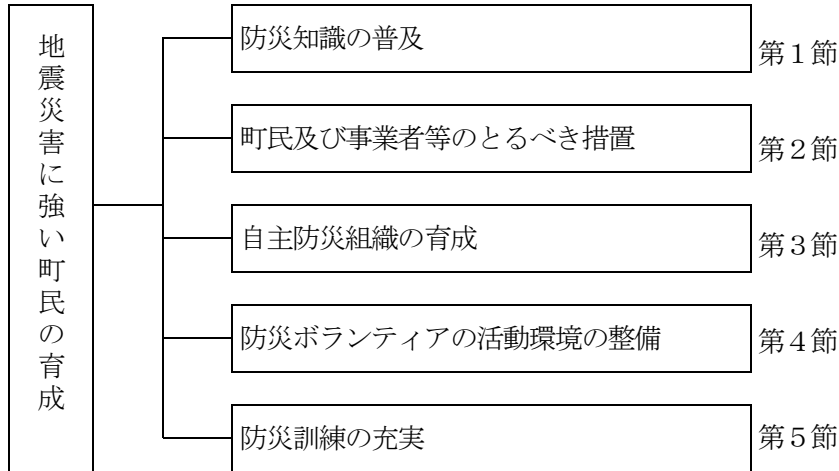 地震災害に強い町民の育成
防災知識の普及
第1節
町民及び事業者等のとるべき措置
第2節
自主防災組織の育成
第3節
防災ボランティアの活動環境の整備
第4節
防災訓練の充実
第5節